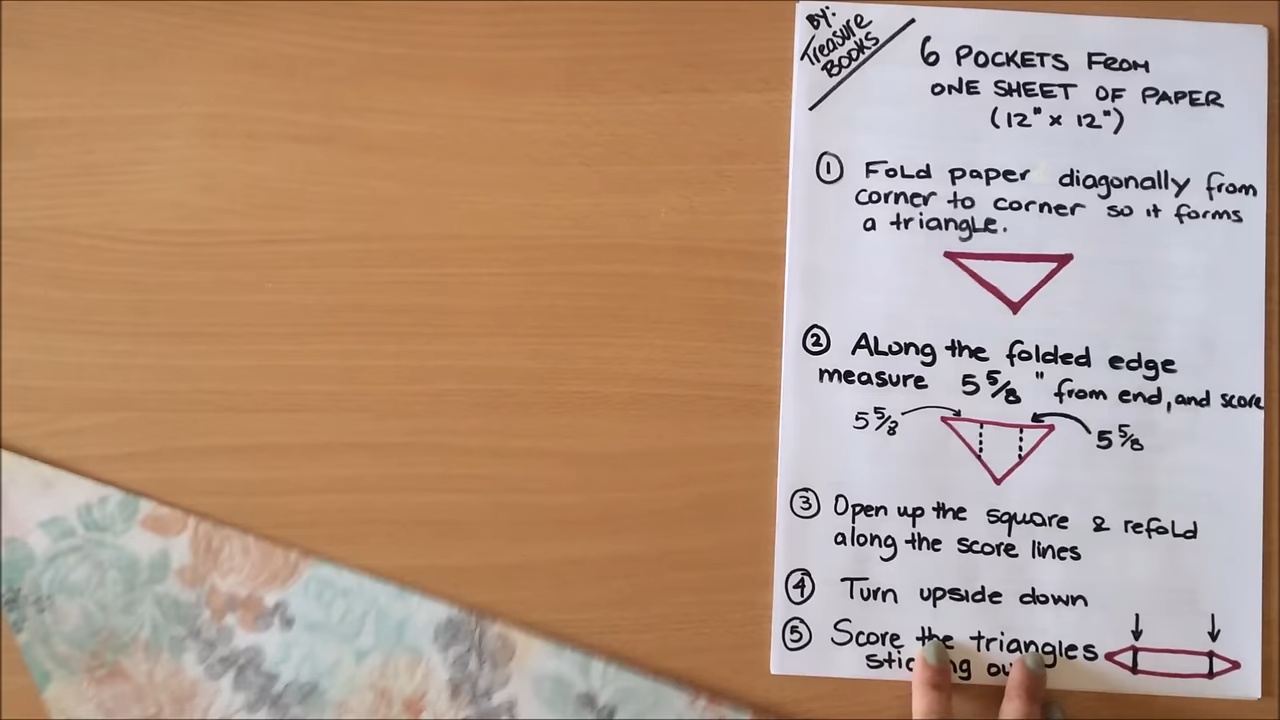 BY:
Treasure
BOOKS
6 POCKETS FROM
ONE SHEET OF PAPER
(12" x 12")
① FoLd paper diagonally from
corner to corner so it forms
a triangLe.
② ALong the folded edge
measure 5 5/8 " from end, and score
5 5/8
5 5/8
③ Open up the square & refold
along the score lines
④ Turn upside down
⑤ Score the triangles